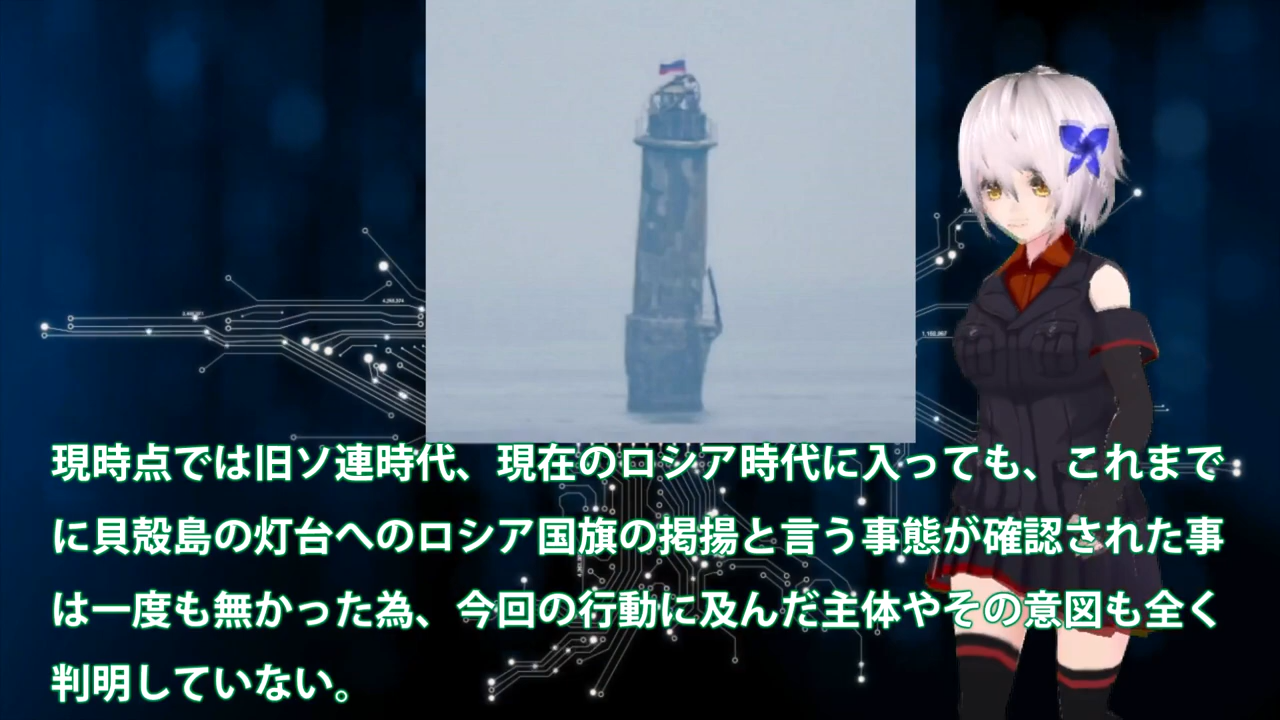 現時点では旧ソ連時代、現在のロシア時代に入っても、これまで
に貝殻島の灯台へのロシア国旗の掲揚と言う事態が確認された事
は一度も無かった為、今回の行動に及んだ主体やその意図も全く
判明していない。